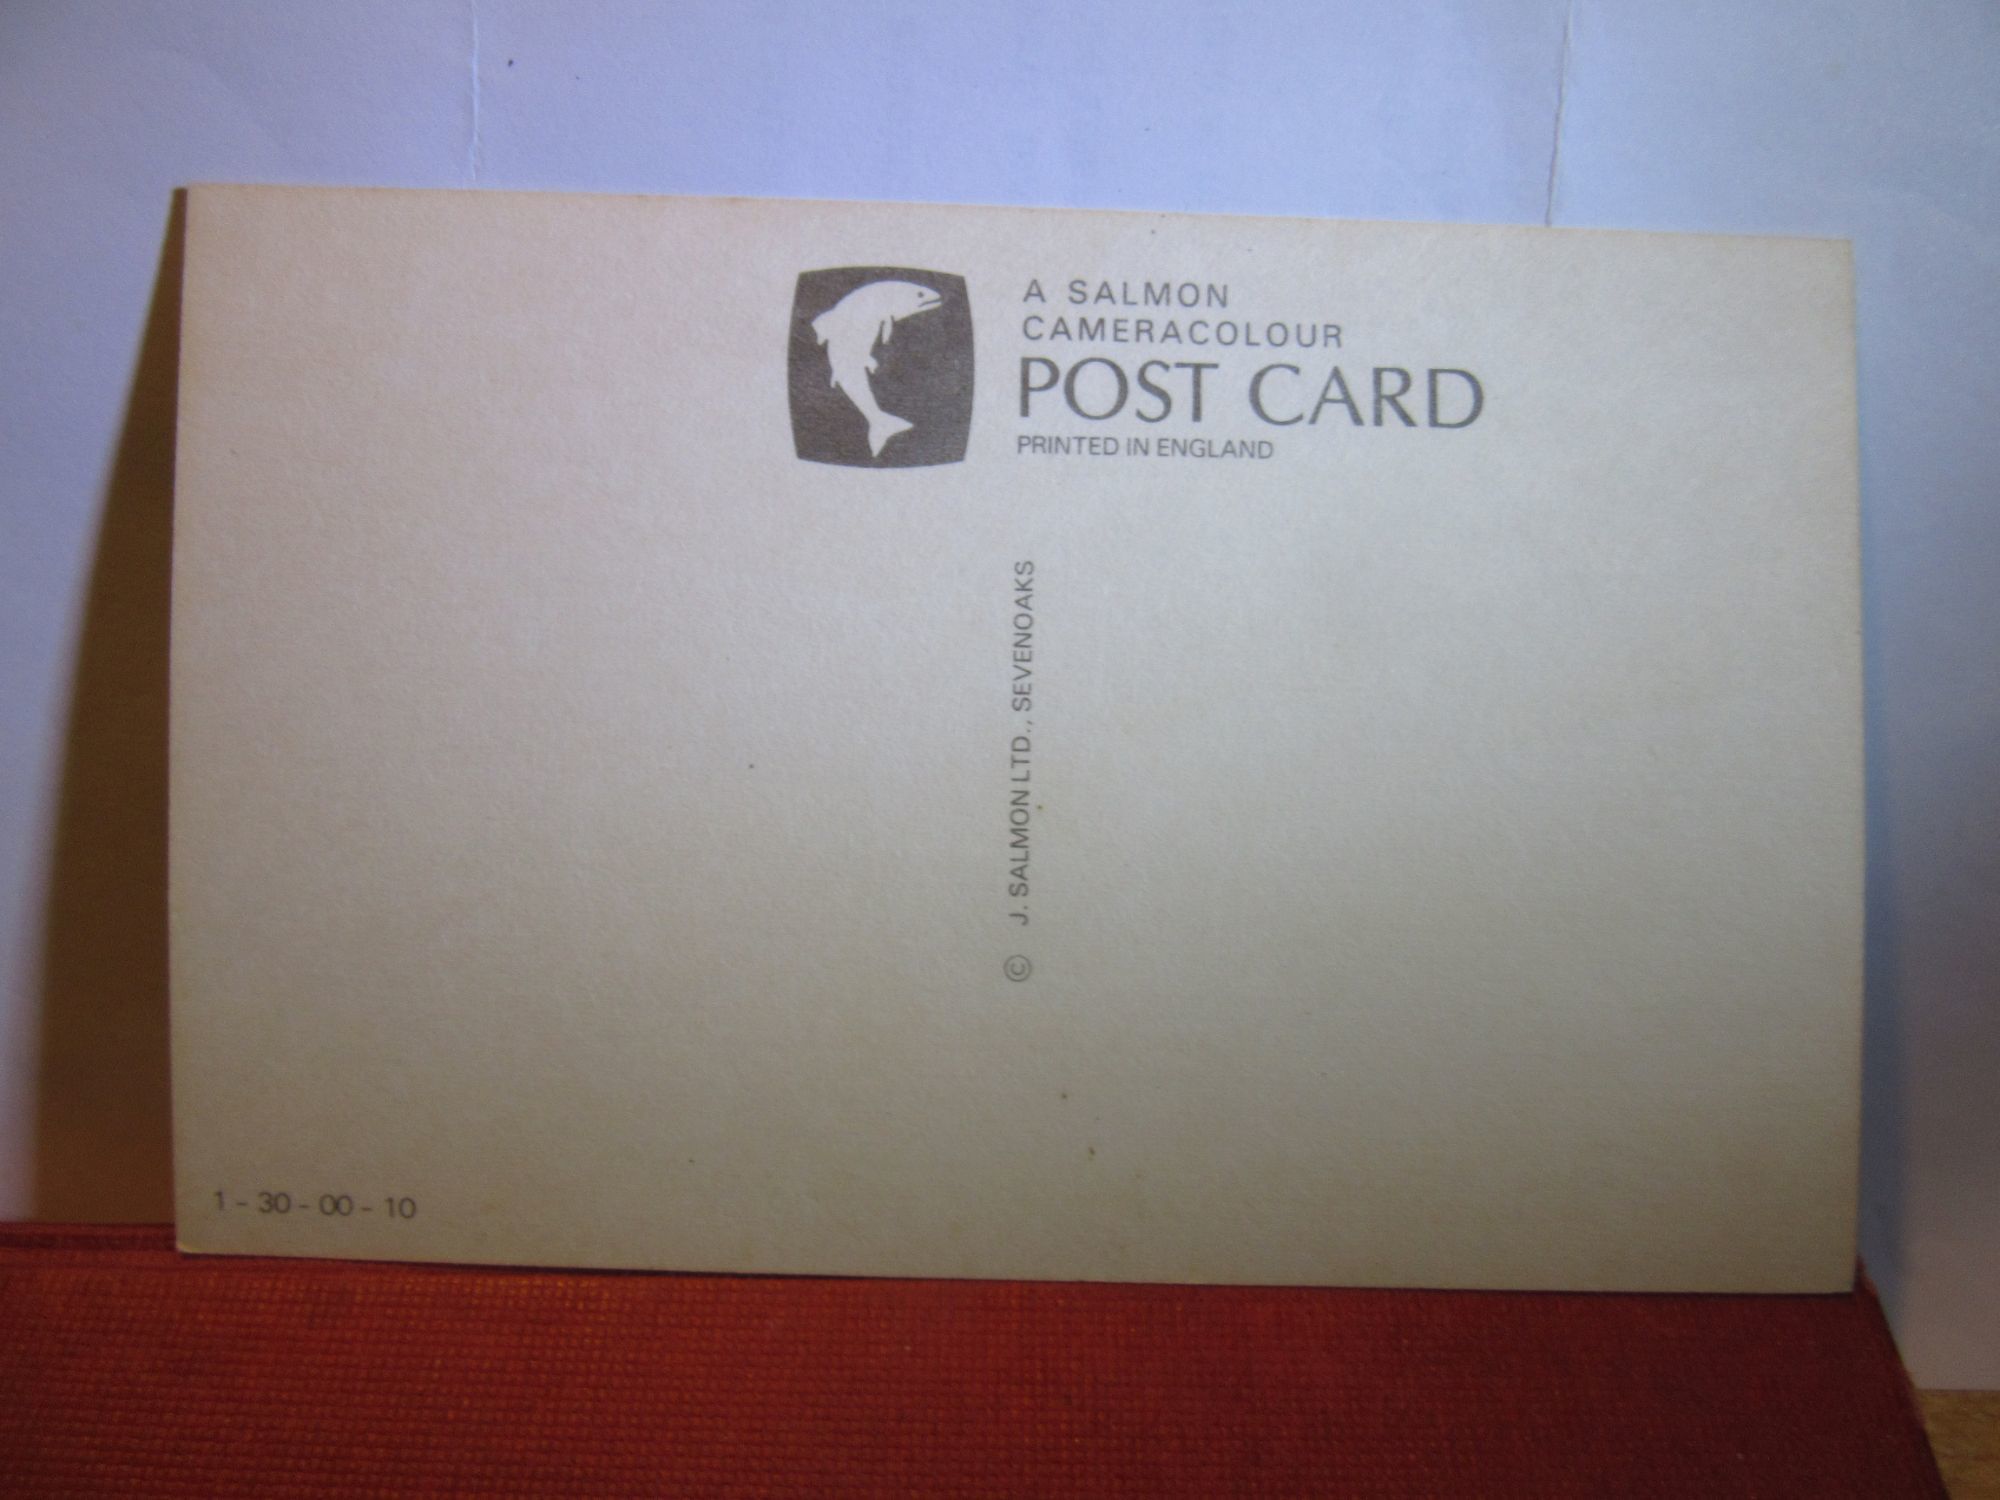 A SALMON
CAMERACOLOUR
POST CARD
PRINTED IN ENGLAND
© J. SALMON LTD., SEVENOAKS
1 - 30 - 00 - 10